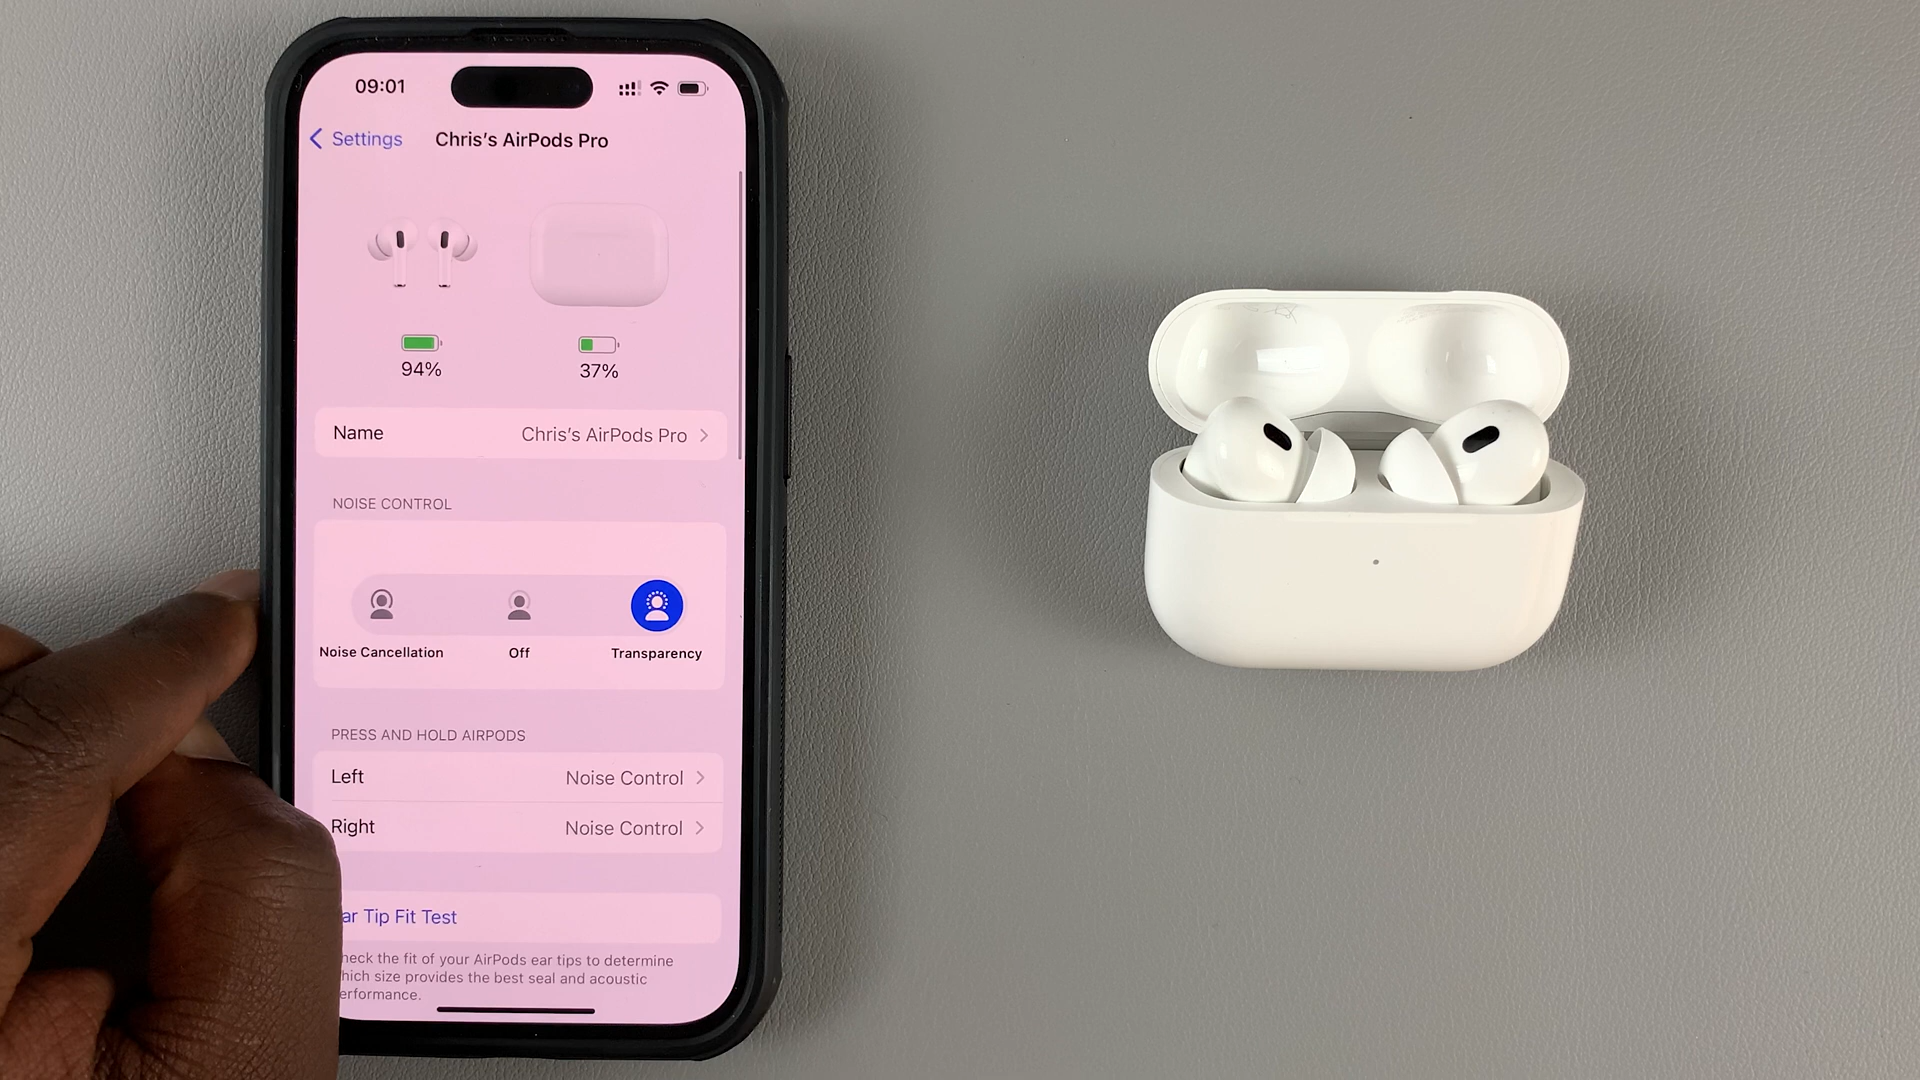 09:01
Settings
Chris's AirPods Pro
94%
37%
Name
Chris's AirPods Pro
NOISE CONTROL
Noise Cancellation
Off
Transparency
PRESS AND HOLD AIRPODS
Left
Noise Control
Right
Noise Control
ar Tip Fit Test
heck the fit of your AirPods ear tips to determine
hich size provides the best seal and acoustic
erformance.